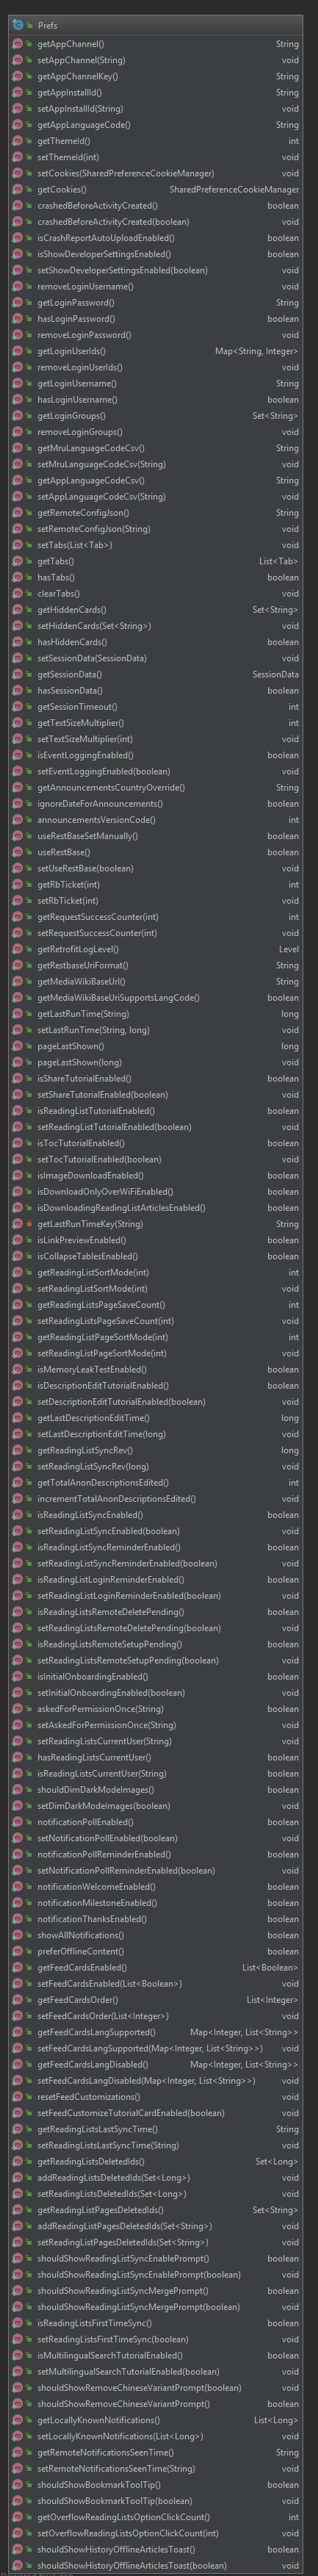 Prefs
getAppChannel() String
setAppChannel(String) void
getAppChannelKey() String
getAppInstallId() String
setAppInstallId(String) void
getAppLanguageCode() String
getThemeId() int
setThemeId(int) void
setCookies(SharedPreferenceCookieManager) void
getCookies() SharedPreferenceCookieManager
crashedBeforeActivityCreated() boolean
crashedBeforeActivityCreated(boolean) void
isCrashReportAutoUploadEnabled() boolean
isShowDeveloperSettingsEnabled() boolean
setShowDeveloperSettingsEnabled(boolean) void
removeLoginUsername() void
getLoginPassword() String
hasLoginPassword() boolean
removeLoginPassword() void
getLoginUserIds() Map<String, Integer>
removeLoginUserIds() void
getLoginUsername() String
hasLoginUsername() boolean
getLoginGroups() Set<String>
removeLoginGroups() void
getMruLanguageCodeCsv() String
setMruLanguageCodeCsv(String) void
getAppLanguageCodeCsv() String
setAppLanguageCodeCsv(String) void
getRemoteConfigJson() String
setRemoteConfigJson(String) void
setTabs(List<Tab>) void
getTabs() List<Tab>
hasTabs() boolean
clearTabs() void
getHiddenCards() Set<String>
setHiddenCards(Set<String>) void
hasHiddenCards() boolean
setSessionData(SessionData) void
getSessionData() SessionData
hasSessionData() boolean
getSessionTimeout() int
getTextSizeMultiplier() int
setTextSizeMultiplier(int) void
isEventLoggingEnabled() boolean
setEventLoggingEnabled(boolean) void
getAnnouncementsCountryOverride() String
ignoreDateForAnnouncements() boolean
announcementsVersionCode() int
useRestBaseSetManually() boolean
useRestBase() boolean
setUseRestBase(boolean) void
getRbTicket(int) int
setRbTicket(int) void
getRequestSuccessCounter(int) int
setRequestSuccessCounter(int) void
getRetrofitLogLevel() Level
getRestbaseUriFormat() String
getMediaWikiBaseUrl() String
getMediaWikiBaseUriSupportsLangCode() boolean
getLastRunTime(String) long
setLastRunTime(String, long) void
pageLastShown() long
pageLastShown(long) void
isShareTutorialEnabled() boolean
setShareTutorialEnabled(boolean) void
isReadingListTutorialEnabled() boolean
setReadingListTutorialEnabled(boolean) void
isTocTutorialEnabled() boolean
setTocTutorialEnabled(boolean) void
isImageDownloadEnabled() boolean
isDownloadOnlyOverWiFiEnabled() boolean
isDownloadingReadingListArticlesEnabled() boolean
getLastRunTimeKey(String) String
isLinkPreviewEnabled() boolean
isCollapseTablesEnabled() boolean
getReadingListSortMode(int) int
setReadingListSortMode(int) void
getReadingListsPageSaveCount() int
setReadingListsPageSaveCount(int) void
getReadingListPageSortMode(int) int
setReadingListPageSortMode(int) void
isMemoryLeakTestEnabled() boolean
isDescriptionEditTutorialEnabled() boolean
setDescriptionEditTutorialEnabled(boolean) void
getLastDescriptionEditTime() long
setLastDescriptionEditTime(long) void
getReadingListSyncRev() long
setReadingListSyncRev(long) void
getTotalAnonDescriptionsEdited() int
incrementTotalAnonDescriptionsEdited() void
isReadingListSyncEnabled() boolean
setReadingListSyncEnabled(boolean) void
isReadingListSyncReminderEnabled() boolean
setReadingListSyncReminderEnabled(boolean) void
isReadingListLoginReminderEnabled() boolean
setReadingListLoginReminderEnabled(boolean) void
isReadingListsRemoteDeletePending() boolean
setReadingListsRemoteDeletePending(boolean) void
isReadingListsRemoteSetupPending() boolean
setReadingListsRemoteSetupPending(boolean) void
isInitialOnboardingEnabled() boolean
setInitialOnboardingEnabled(boolean) void
askedForPermissionOnce(String) boolean
setAskedForPermissionOnce(String) void
setReadingListsCurrentUser(String) void
hasReadingListsCurrentUser() boolean
isReadingListsCurrentUser(String) boolean
shouldDimDarkModeImages() boolean
setDimDarkModeImages(boolean) void
notificationPollEnabled() boolean
setNotificationPollEnabled(boolean) void
notificationPollReminderEnabled() boolean
setNotificationPollReminderEnabled(boolean) void
notificationWelcomeEnabled() boolean
notificationMilestoneEnabled() boolean
notificationThanksEnabled() boolean
showAllNotifications() boolean
preferOfflineContent() boolean
getFeedCardsEnabled() List<Boolean>
setFeedCardsEnabled(List<Boolean>) void
getFeedCardsOrder() List<Integer>
setFeedCardsOrder(List<Integer>) void
getFeedCardsLangSupported() Map<Integer, List<String>>
setFeedCardsLangSupported(Map<Integer, List<String>>) void
getFeedCardsLangDisabled() Map<Integer, List<String>>
setFeedCardsLangDisabled(Map<Integer, List<String>>) void
resetFeedCustomizations() void
setFeedCustomizeTutorialCardEnabled(boolean) void
getReadingListsLastSyncTime() String
setReadingListsLastSyncTime(String) void
getReadingListsDeletedIds() Set<Long>
addReadingListsDeletedIds(Set<Long>) void
setReadingListsDeletedIds(Set<Long>) void
getReadingListPagesDeletedIds() Set<String>
addReadingListPagesDeletedIds(Set<String>) void
setReadingListPagesDeletedIds(Set<String>) void
shouldShowReadingListSyncEnablePrompt() boolean
shouldShowReadingListSyncEnablePrompt(boolean) void
shouldShowReadingListSyncMergePrompt() boolean
shouldShowReadingListSyncMergePrompt(boolean) void
isReadingListsFirstTimeSync() boolean
setReadingListsFirstTimeSync(boolean) void
isMultilingualSearchTutorialEnabled() boolean
setMultilingualSearchTutorialEnabled(boolean) void
shouldShowRemoveChineseVariantPrompt(boolean) void
shouldShowRemoveChineseVariantPrompt() boolean
getLocallyKnownNotifications() List<Long>
setLocallyKnownNotifications(List<Long>) void
getRemoteNotificationsSeenTime() String
setRemoteNotificationsSeenTime(String) void
shouldShowBookmarkToolTip() boolean
shouldShowBookmarkToolTip(boolean) void
getOverflowReadingListsOptionClickCount() int
setOverflowReadingListsOptionClickCount(int) void
shouldShowHistoryOfflineArticlesToast() boolean
shouldShowHistoryOfflineArticlesToast(boolean) void